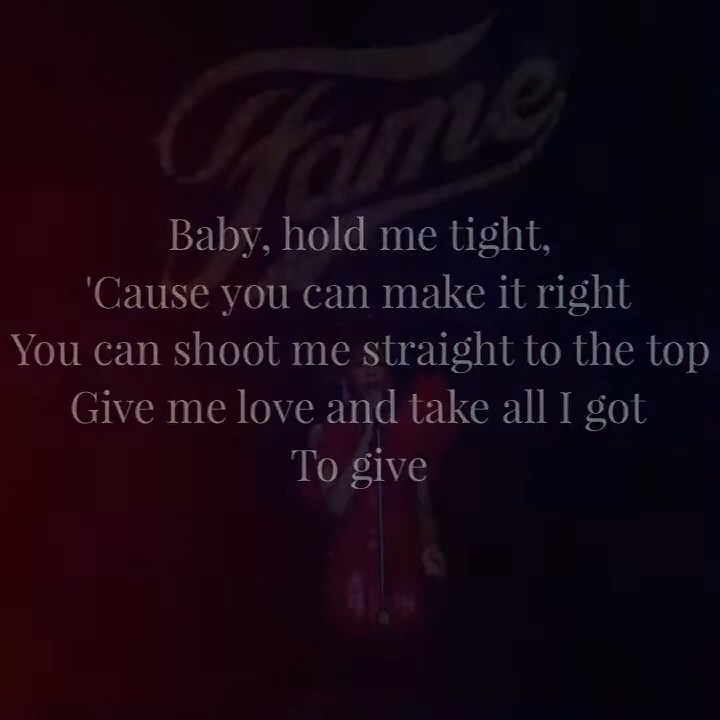 Fame
Baby, hold me tight,
'Cause you can make it right
You can shoot me straight to the top
Give me love and take all I got
To give